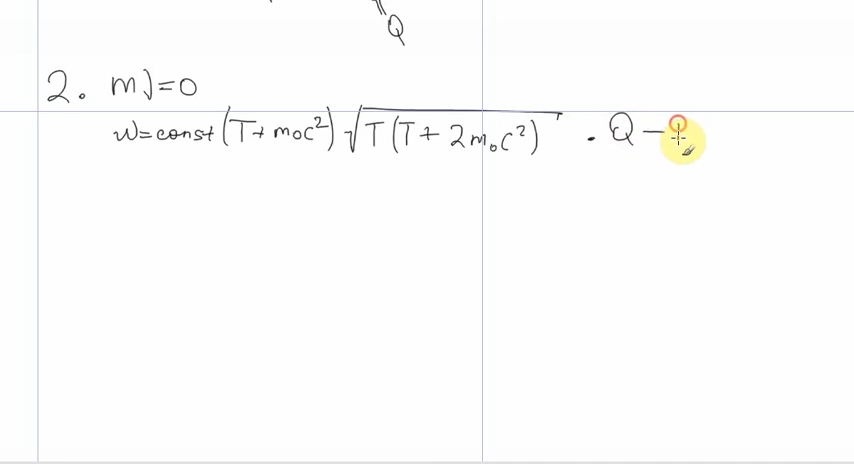 Q
2. mν=0
w=const (T+m₀c²) √T(T+2m₀c²) . Q −